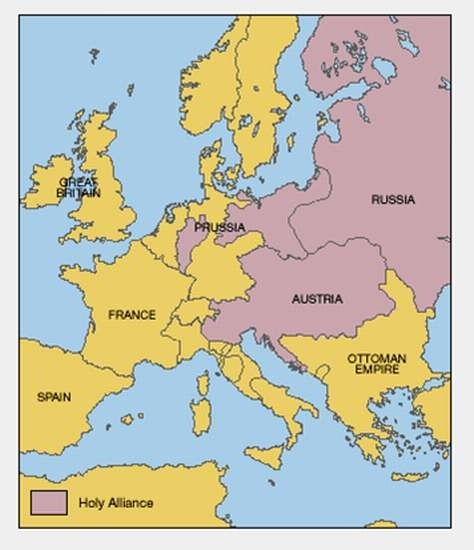 GREAT
BRITAIN
PRUSSIA
RUSSIA
AUSTRIA
FRANCE
OTTOMAN
EMPIRE
SPAIN
Holy Alliance